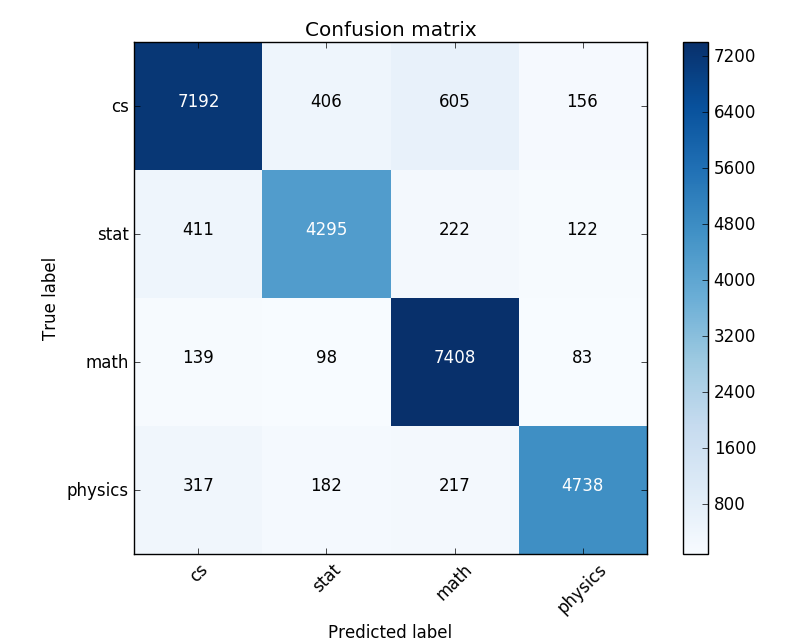 Confusion matrix
cs 7192 406 605 156
stat 411 4295 222 122
math 139 98 7408 83
physics 317 182 217 4738
cs stat math physics
True label
Predicted label
7200
6400
5600
4800
4000
3200
2400
1600
800